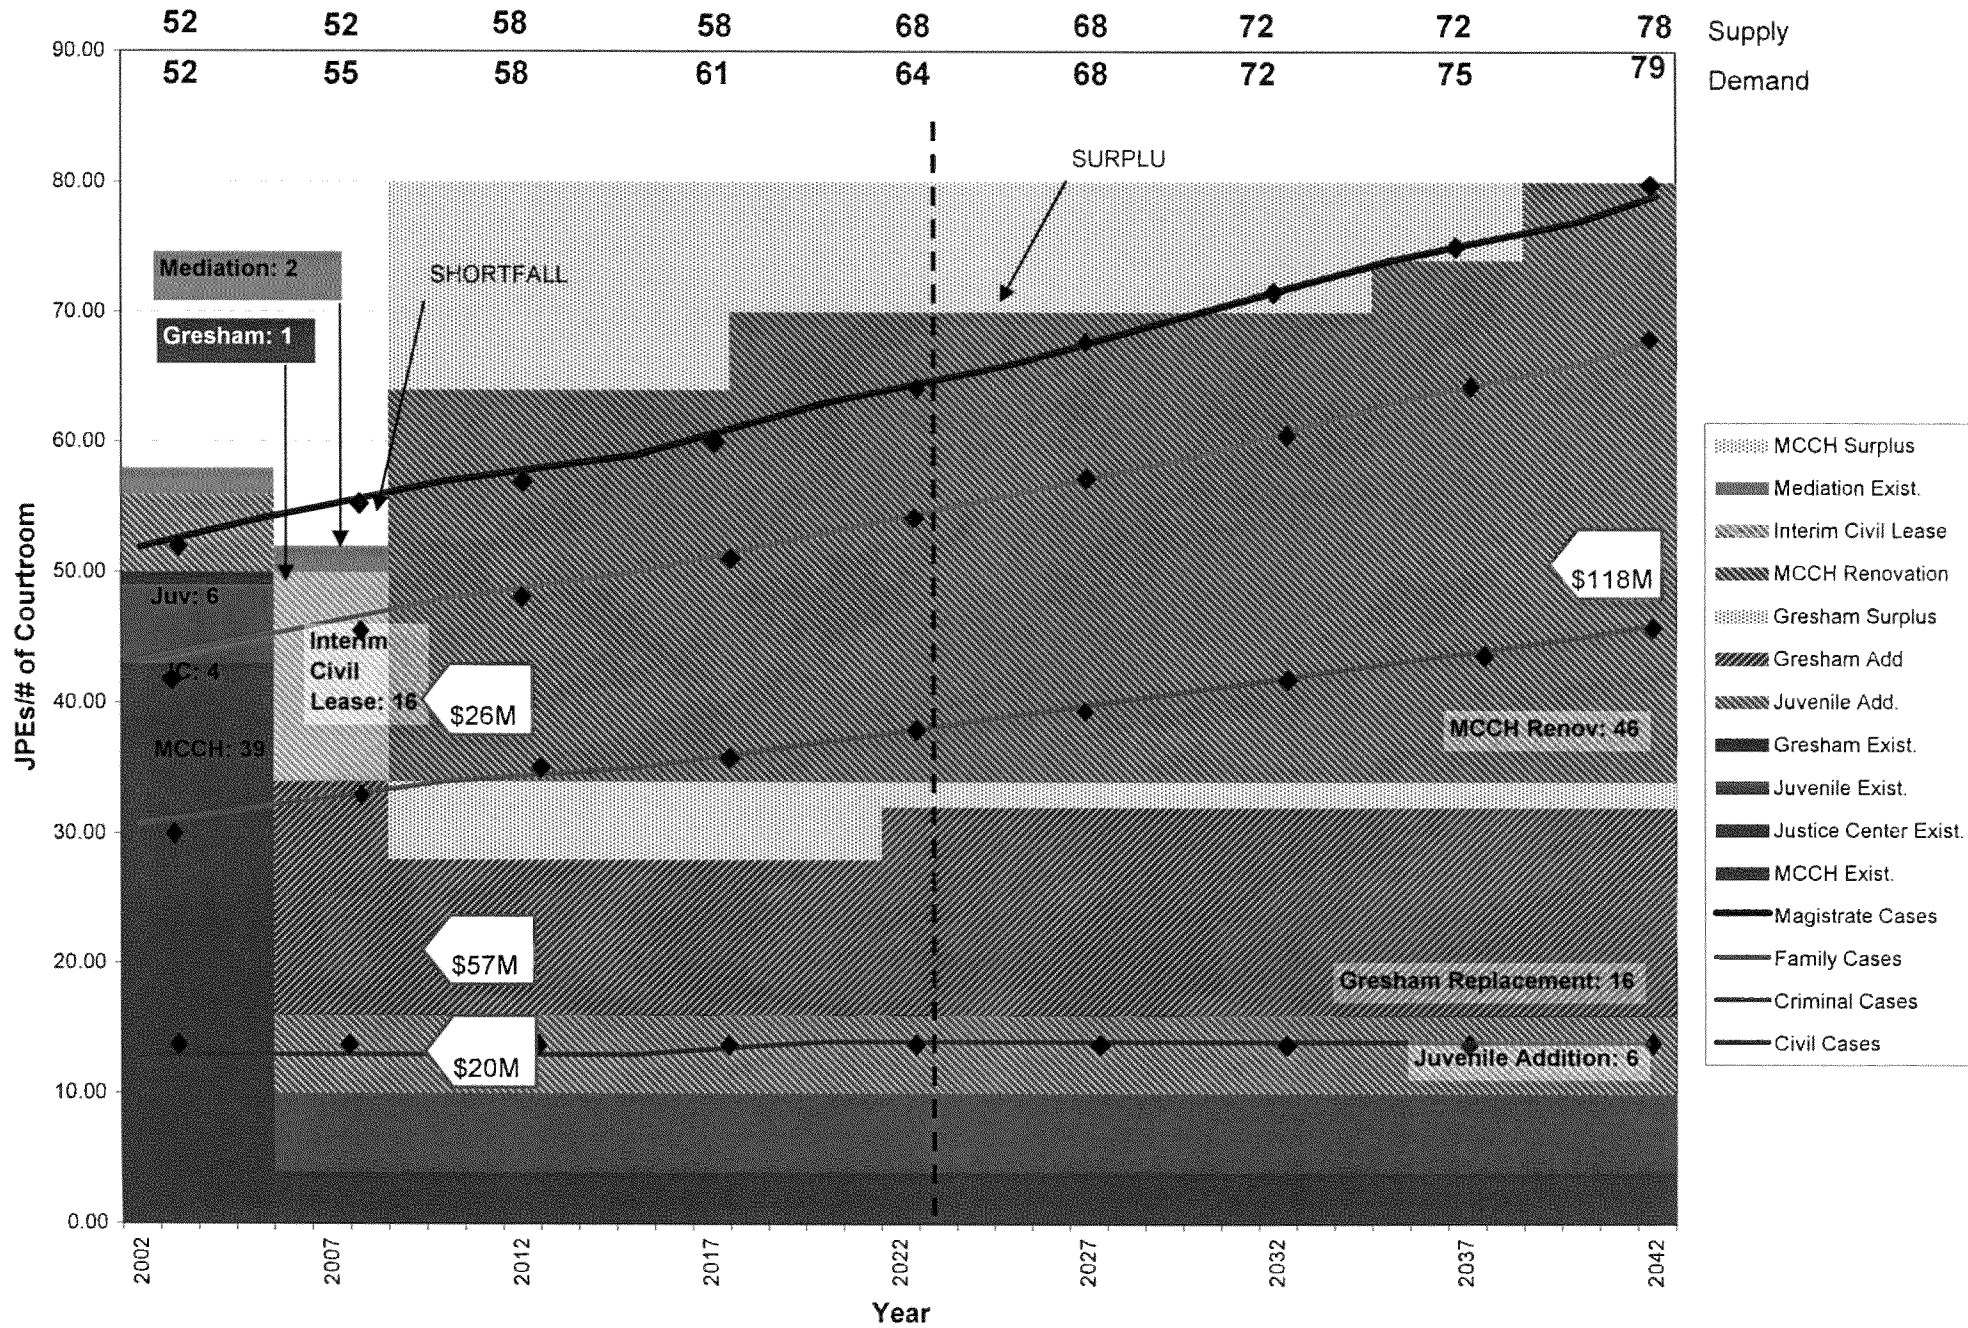 52 52 58 58 68 68 72 72 78 Supply
90.00
52 55 58 61 64 68 72 75 79 Demand
SURPLU
80.00
Mediation: 2
SHORTFALL
70.00
Gresham: 1
60.00
MCCH Surplus
Mediation Exist.
Interim Civil Lease
MCCH Renovation
Gresham Surplus
Gresham Add
Juvenile Add.
Gresham Exist.
Juvenile Exist.
Justice Center Exist.
MCCH Exist.
Magistrate Cases
Family Cases
Criminal Cases
Civil Cases
JPEs/# of Courtroom
50.00
$118M
Juv: 6
Interim
Civil
Lease: 16
JC: 4
40.00
$26M
MCCH: 39
MCCH Renov: 46
30.00
20.00
$57M
Gresham Replacement: 16
$20M
Juvenile Addition: 6
10.00
0.00
2002 2007 2012 2017 2022 2027 2032 2037 2042
Year